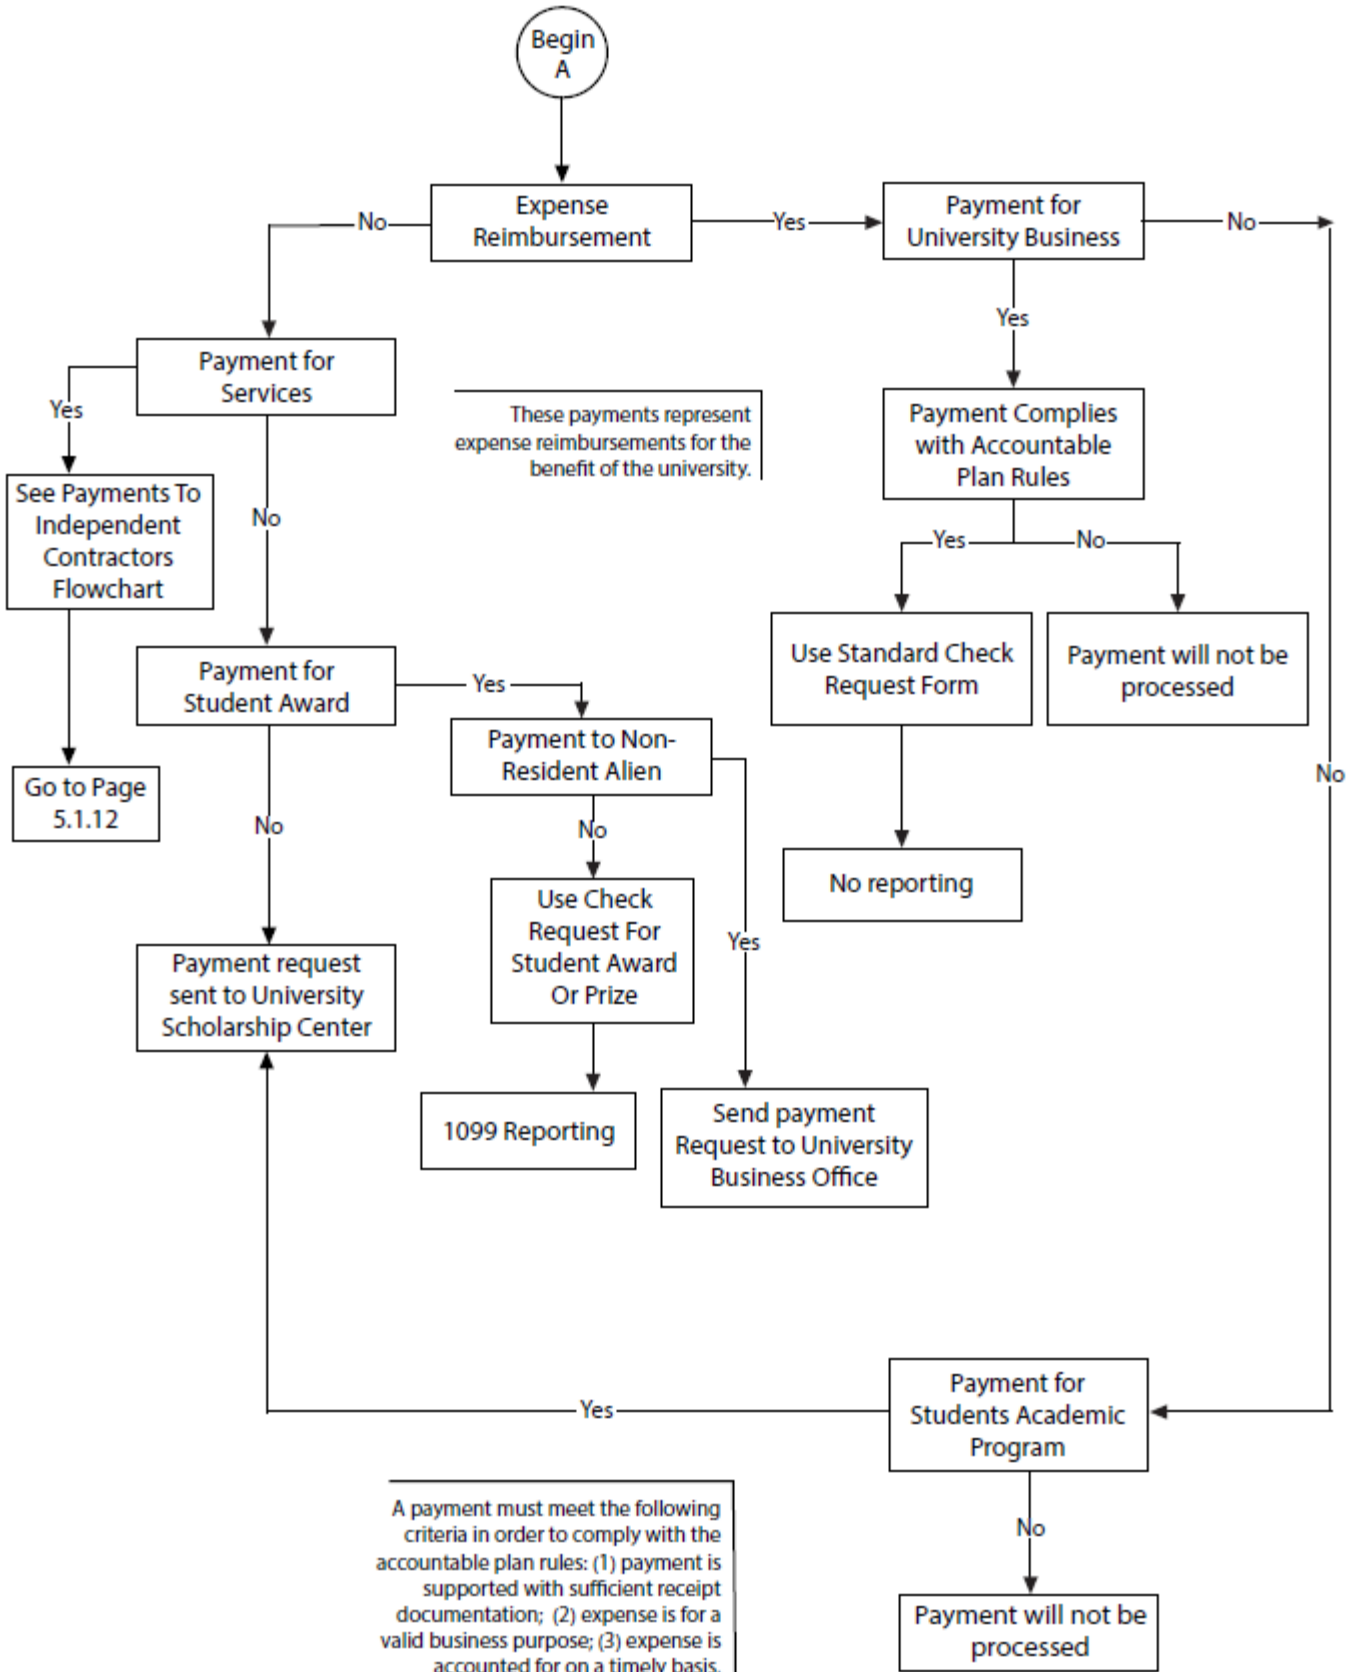 Begin
A
Expense
Reimbursement
No
Yes
Payment for
University Business
No
Yes
Payment for
Services
Yes
No
These payments represent
expense reimbursements for the
benefit of the university.
Payment Complies
with Accountable
Plan Rules
Yes
No
See Payments To
Independent
Contractors
Flowchart
Use Standard Check
Request Form
Payment will not be
processed
Payment for
Student Award
Yes
Payment to Non-
Resident Alien
No
Go to Page
5.1.12
No
No
Yes
No reporting
Use Check
Request For
Student Award
Or Prize
Payment request
sent to University
Scholarship Center
1099 Reporting
Send payment
Request to University
Business Office
Payment for
Students Academic
Program
Yes
No
A payment must meet the following
criteria in order to comply with the
accountable plan rules: (1) payment is
supported with sufficient receipt
documentation; (2) expense is for a
valid business purpose; (3) expense is
accounted for on a timely basis.
Payment will not be
processed